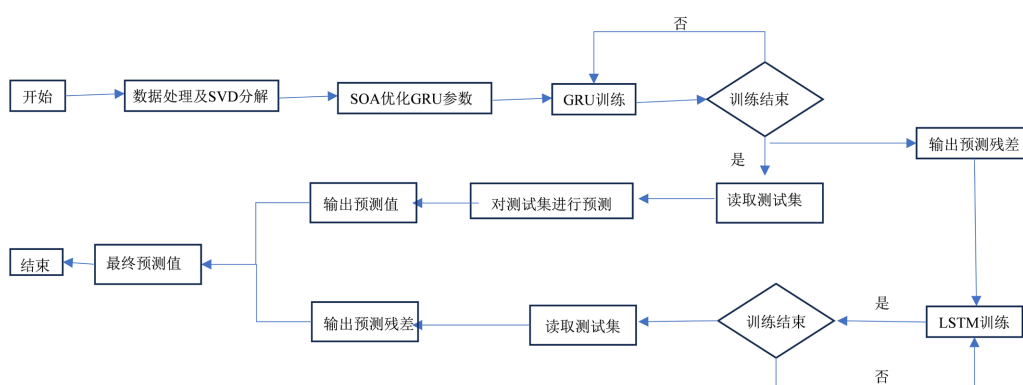 否
开始
数据处理及SVD分解
SOA优化GRU参数
GRU训练
训练结束
输出预测残差
是
输出预测值
对测试集进行预测
读取测试集
结束
最终预测值
输出预测残差
读取测试集
训练结束
是
LSTM训练
否